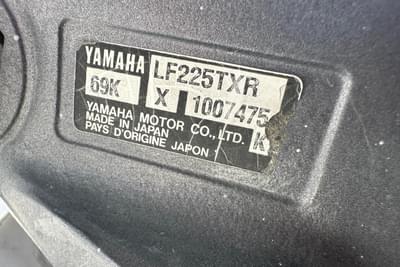 YAMAHA LF225TXR
69K X 1007475
YAMAHA MOTOR CO., LTD. K
MADE IN JAPAN
PAYS D'ORIGINE JAPON